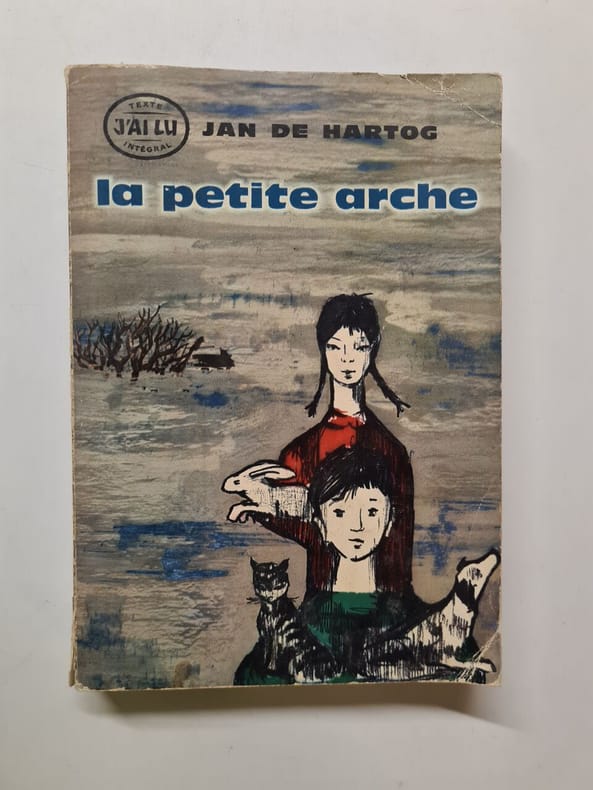 TEXTE
J'AI LU
INTÉGRAL
JAN DE HARTOG
la petite arche